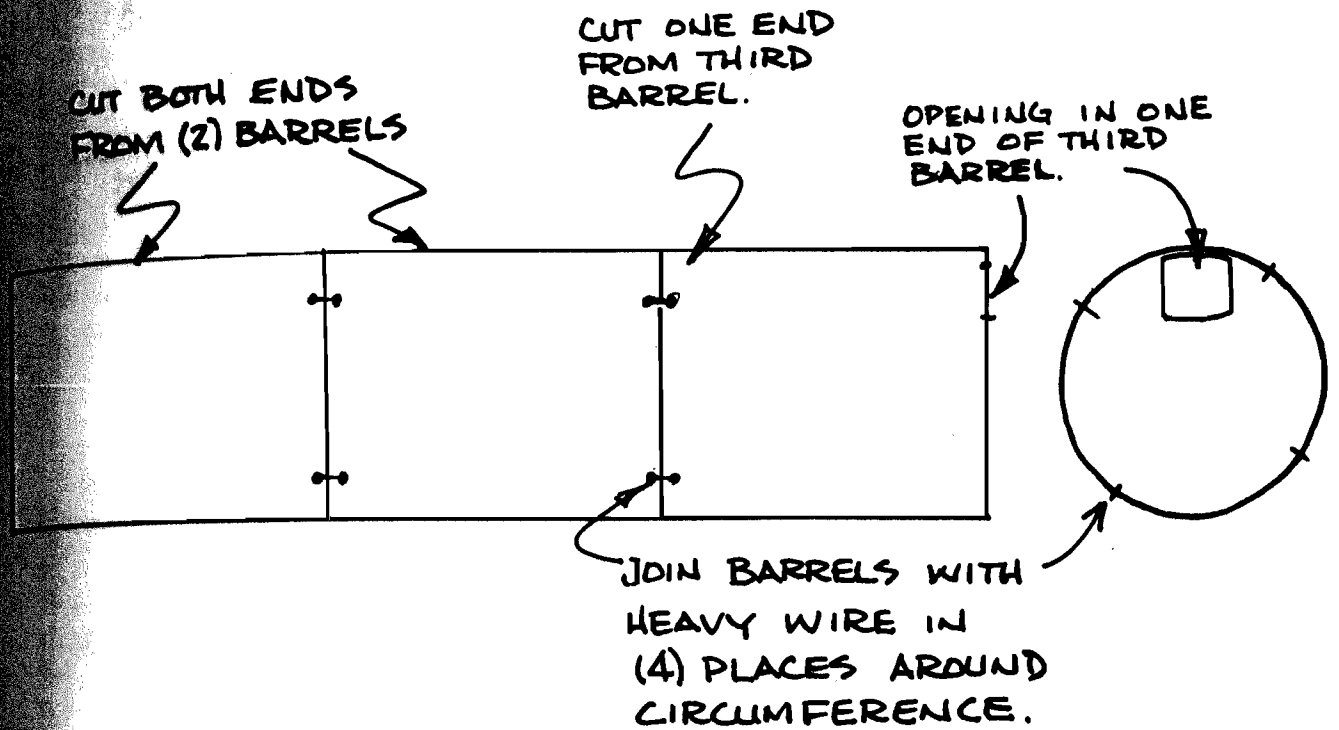 CUT ONE END
FROM THIRD
BARREL.
CUT BOTH ENDS
FROM (2) BARRELS
OPENING IN ONE
END OF THIRD
BARREL.
JOIN BARRELS WITH
HEAVY WIRE IN
(4) PLACES AROUND
CIRCUMFERENCE.